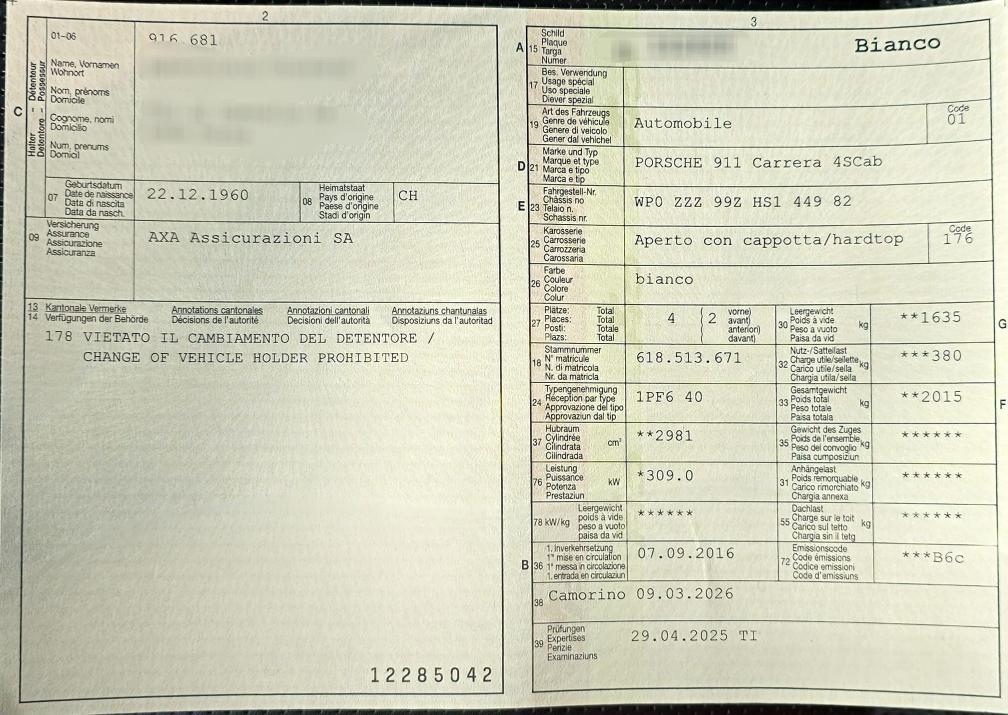 2
01-06
916.681
Name, Vornamen
Wohnort
Nom, prénoms
Domicile
Cognome, nomi
Domicilio
Num, prenums
Domicil
C
Halter – Détenteur
Detentore – Possessur
07
Geburtsdatum
Date de naissance
Data di nascita
Data da nasch.
22.12.1960
08
Heimatstaat
Pays d'origine
Paese d'origine
Stadi d'origin
CH
09
Versicherung
Assurance
Assicurazione
Assicuranza
AXA Assicurazioni SA
13 Kantonale Vermerke Annotations cantonales Annotazioni cantonali Annotaziuns chantunalas
14 Verfügungen der Behörde Décisions de l'autorité Decisioni dell'autorità Disposiziuns da l'autoritad
178 VIETATO IL CAMBIAMENTO DEL DETENTORE /
CHANGE OF VEHICLE HOLDER PROHIBITED
12285042
3
A 15
Schild
Plaque
Targa
Numer
Bianco
17
Bes. Verwendung
Usage spécial
Uso speciale
Diever spezial
19
Art des Fahrzeugs
Genre de véhicule
Genere di veicolo
Gener dal vehichel
Automobile
Code
01
D 21
Marke und Typ
Marque et type
Marca e tipo
Marca e tip
PORSCHE 911 Carrera 4SCab
E 23
Fahrgestell-Nr.
Châssis no
Telaio n.
Schassis nr.
WP0 ZZZ 99Z HS1 449 82
25
Karosserie
Carrosserie
Carrozzeria
Carossaria
Aperto con cappotta/hardtop
Code
176
26
Farbe
Couleur
Colore
Colur
bianco
27
Plätze: Total
Places: Total
Posti: Totale
Plazs: Total
4 ( 2 vorne)
avant)
anteriori)
davant)
30
Leergewicht
Poids à vide
Peso a vuoto
Paisa da vid
kg
**1635
G
18
Stammnummer
N° matricule
N. di matricola
Nr. da matricla
618.513.671
32
Nutz-/Sattellast
Charge utile/sellette
Carico utile/sella
Chargia utila/sella
kg
***380
24
Typengenehmigung
Réception par type
Approvazione del tipo
Approvaziun dal tip
1PF6 40
33
Gesamtgewicht
Poids total
Peso totale
Paisa totala
kg
**2015
F
37
Hubraum
Cylindrée
Cilindrata
Cilindrada
cm³
**2981
35
Gewicht des Zuges
Poids de l'ensemble
Peso del convoglio
Paisa cumposiziun
kg
******
76
Leistung
Puissance
Potenza
Prestaziun
kW
*309.0
31
Anhängelast
Poids remorquable
Carico rimorchiato
Chargia annexa
kg
******
78 kW/kg
Leergewicht
poids à vide
peso a vuoto
paisa da vid
******
55
Dachlast
Charge sur le toit
Carico sul tetto
Chargia sin il tetg
kg
******
B 36
1. Inverkehrsetzung
1re mise en circulation
1a messa in circolazione
1. entrada en circulaziun
07.09.2016
72
Emissionscode
Code émissions
Codice emissioni
Code d'emissiuns
***B6c
38
Camorino 09.03.2026
39
Prüfungen
Expertises
Perizie
Examinaziuns
29.04.2025 TI